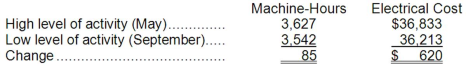 Machine-Hours Electrical Cost
High level of activity (May)............... 3,627 $36,833
Low level of activity (September)..... 3,542 36,213
Change.......................................... 85 $ 620